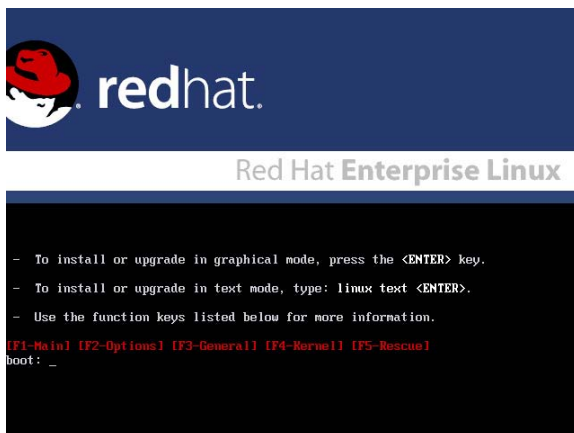 redhat.
Red Hat Enterprise Linux
- To install or upgrade in graphical mode, press the <ENTER> key.
- To install or upgrade in text mode, type: linux text <ENTER>.
- Use the function keys listed below for more information.
[F1-Main] [F2-Options] [F3-General] [F4-Kernel] [F5-Rescue]
boot: _